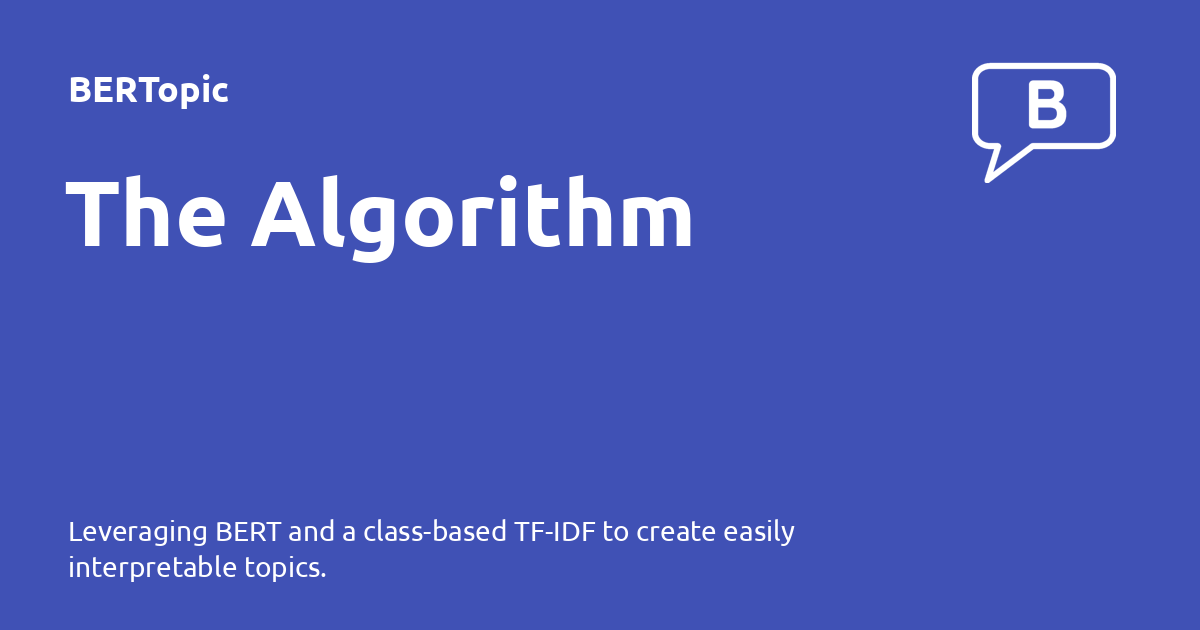 BERTopic
B
The Algorithm
Leveraging BERT and a class-based TF-IDF to create easily
interpretable topics.